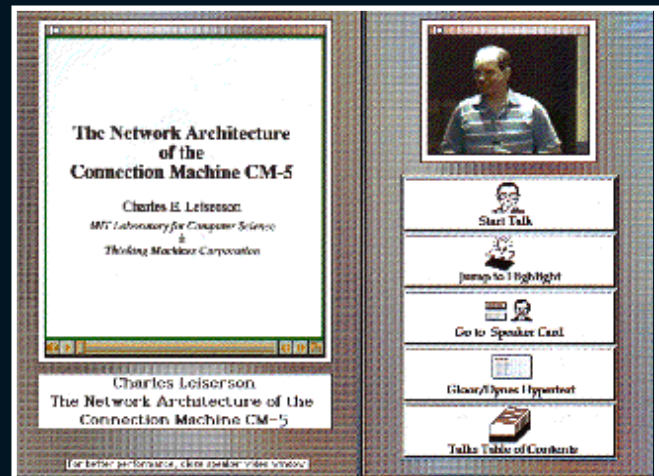 The Network Architecture
of the
Connection Machine CM-5
Charles E. Leiserson
MIT Laboratory for Computer Science
&
Thinking Machines Corporation
Charles Leiserson
The Network Architecture of the
Connection Machine CM-5
For better performance, close speaker video window
Start Talk
Jump to Highlight
Go to Speaker Card
Gloor/Dynes Hypertext
Talks Table of Contents